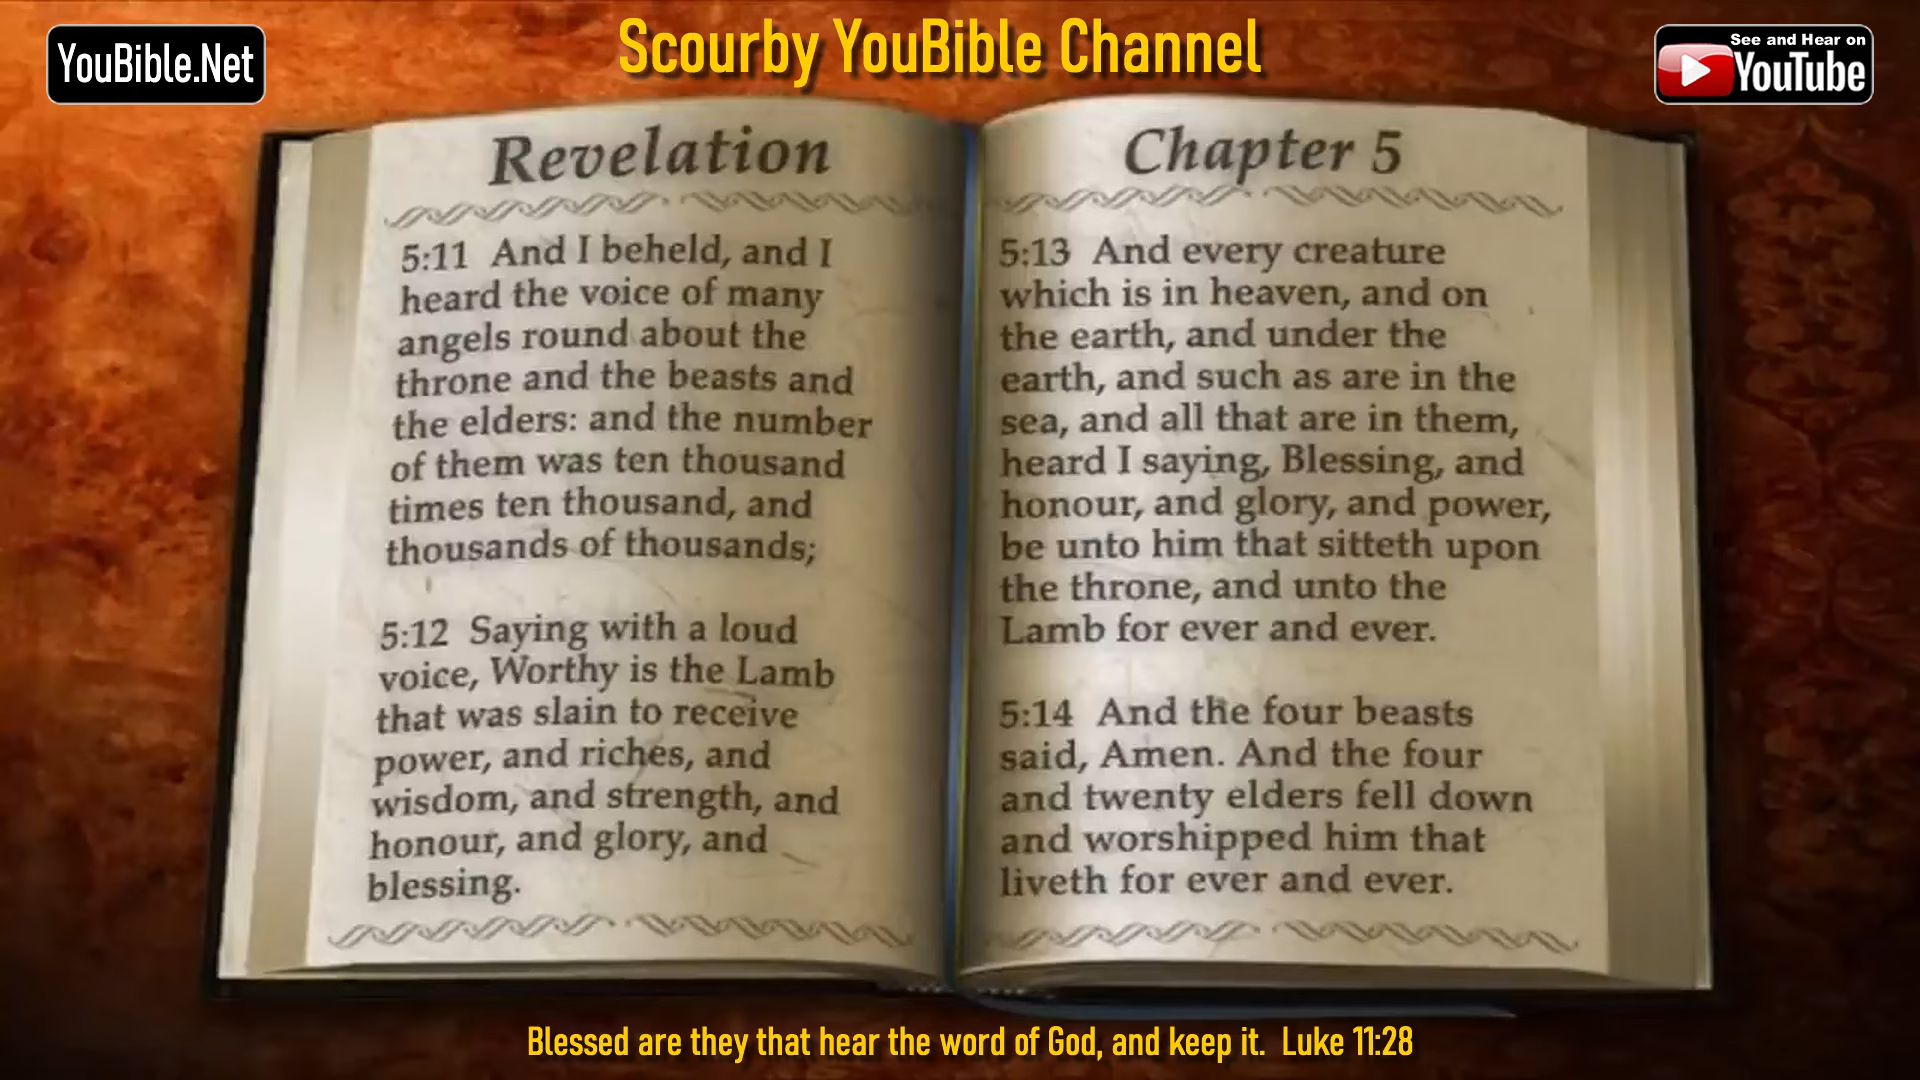 YouBible.Net
Scourby YouBible Channel
See and Hear on
YouTube
Revelation
5:11 And I beheld, and I
heard the voice of many
angels round about the
throne and the beasts and
the elders: and the number
of them was ten thousand
times ten thousand, and
thousands of thousands;
5:12 Saying with a loud
voice, Worthy is the Lamb
that was slain to receive
power, and riches, and
wisdom, and strength, and
honour, and glory, and
blessing.
Chapter 5
5:13 And every creature
which is in heaven, and on
the earth, and under the
earth, and such as are in the
sea, and all that are in them,
heard I saying, Blessing, and
honour, and glory, and power,
be unto him that sitteth upon
the throne, and unto the
Lamb for ever and ever.
5:14 And the four beasts
said, Amen. And the four
and twenty elders fell down
and worshipped him that
liveth for ever and ever.
Blessed are they that hear the word of God, and keep it. Luke 11:28